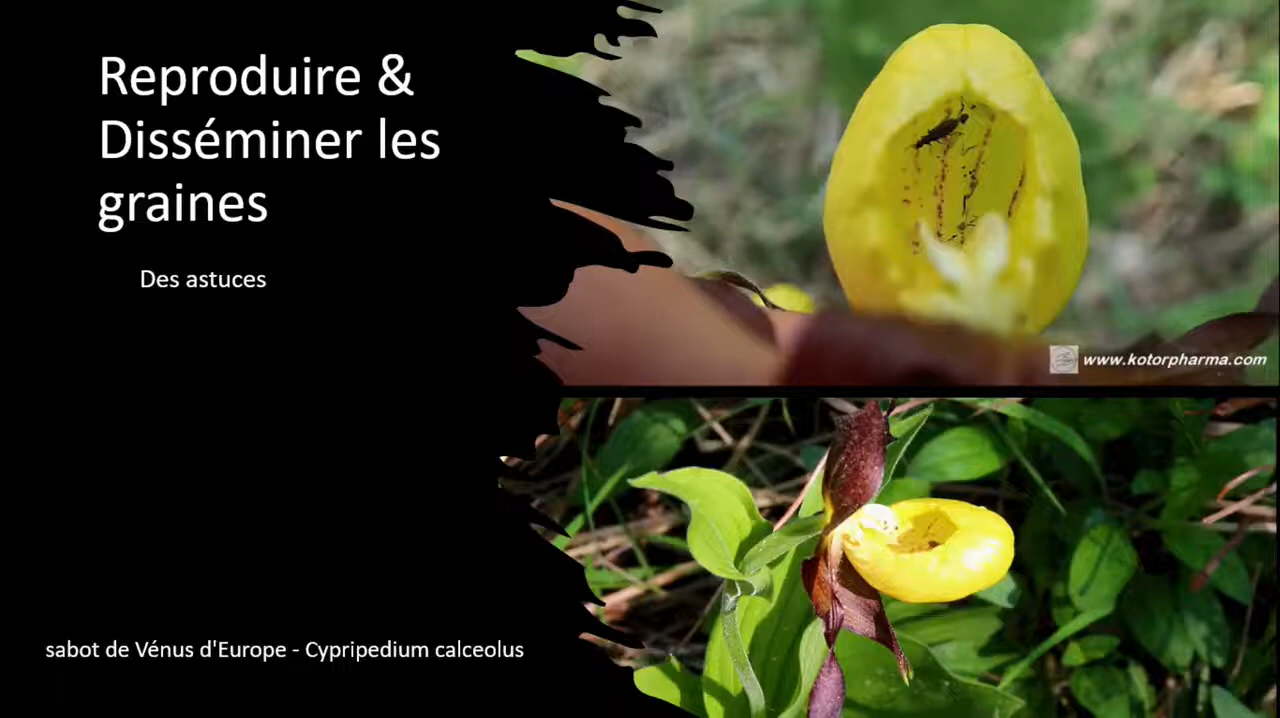 Reproduire &
Disséminer les
graines
Des astuces
www.kotorpharma.com
sabot de Vénus d'Europe - Cypripedium calceolus